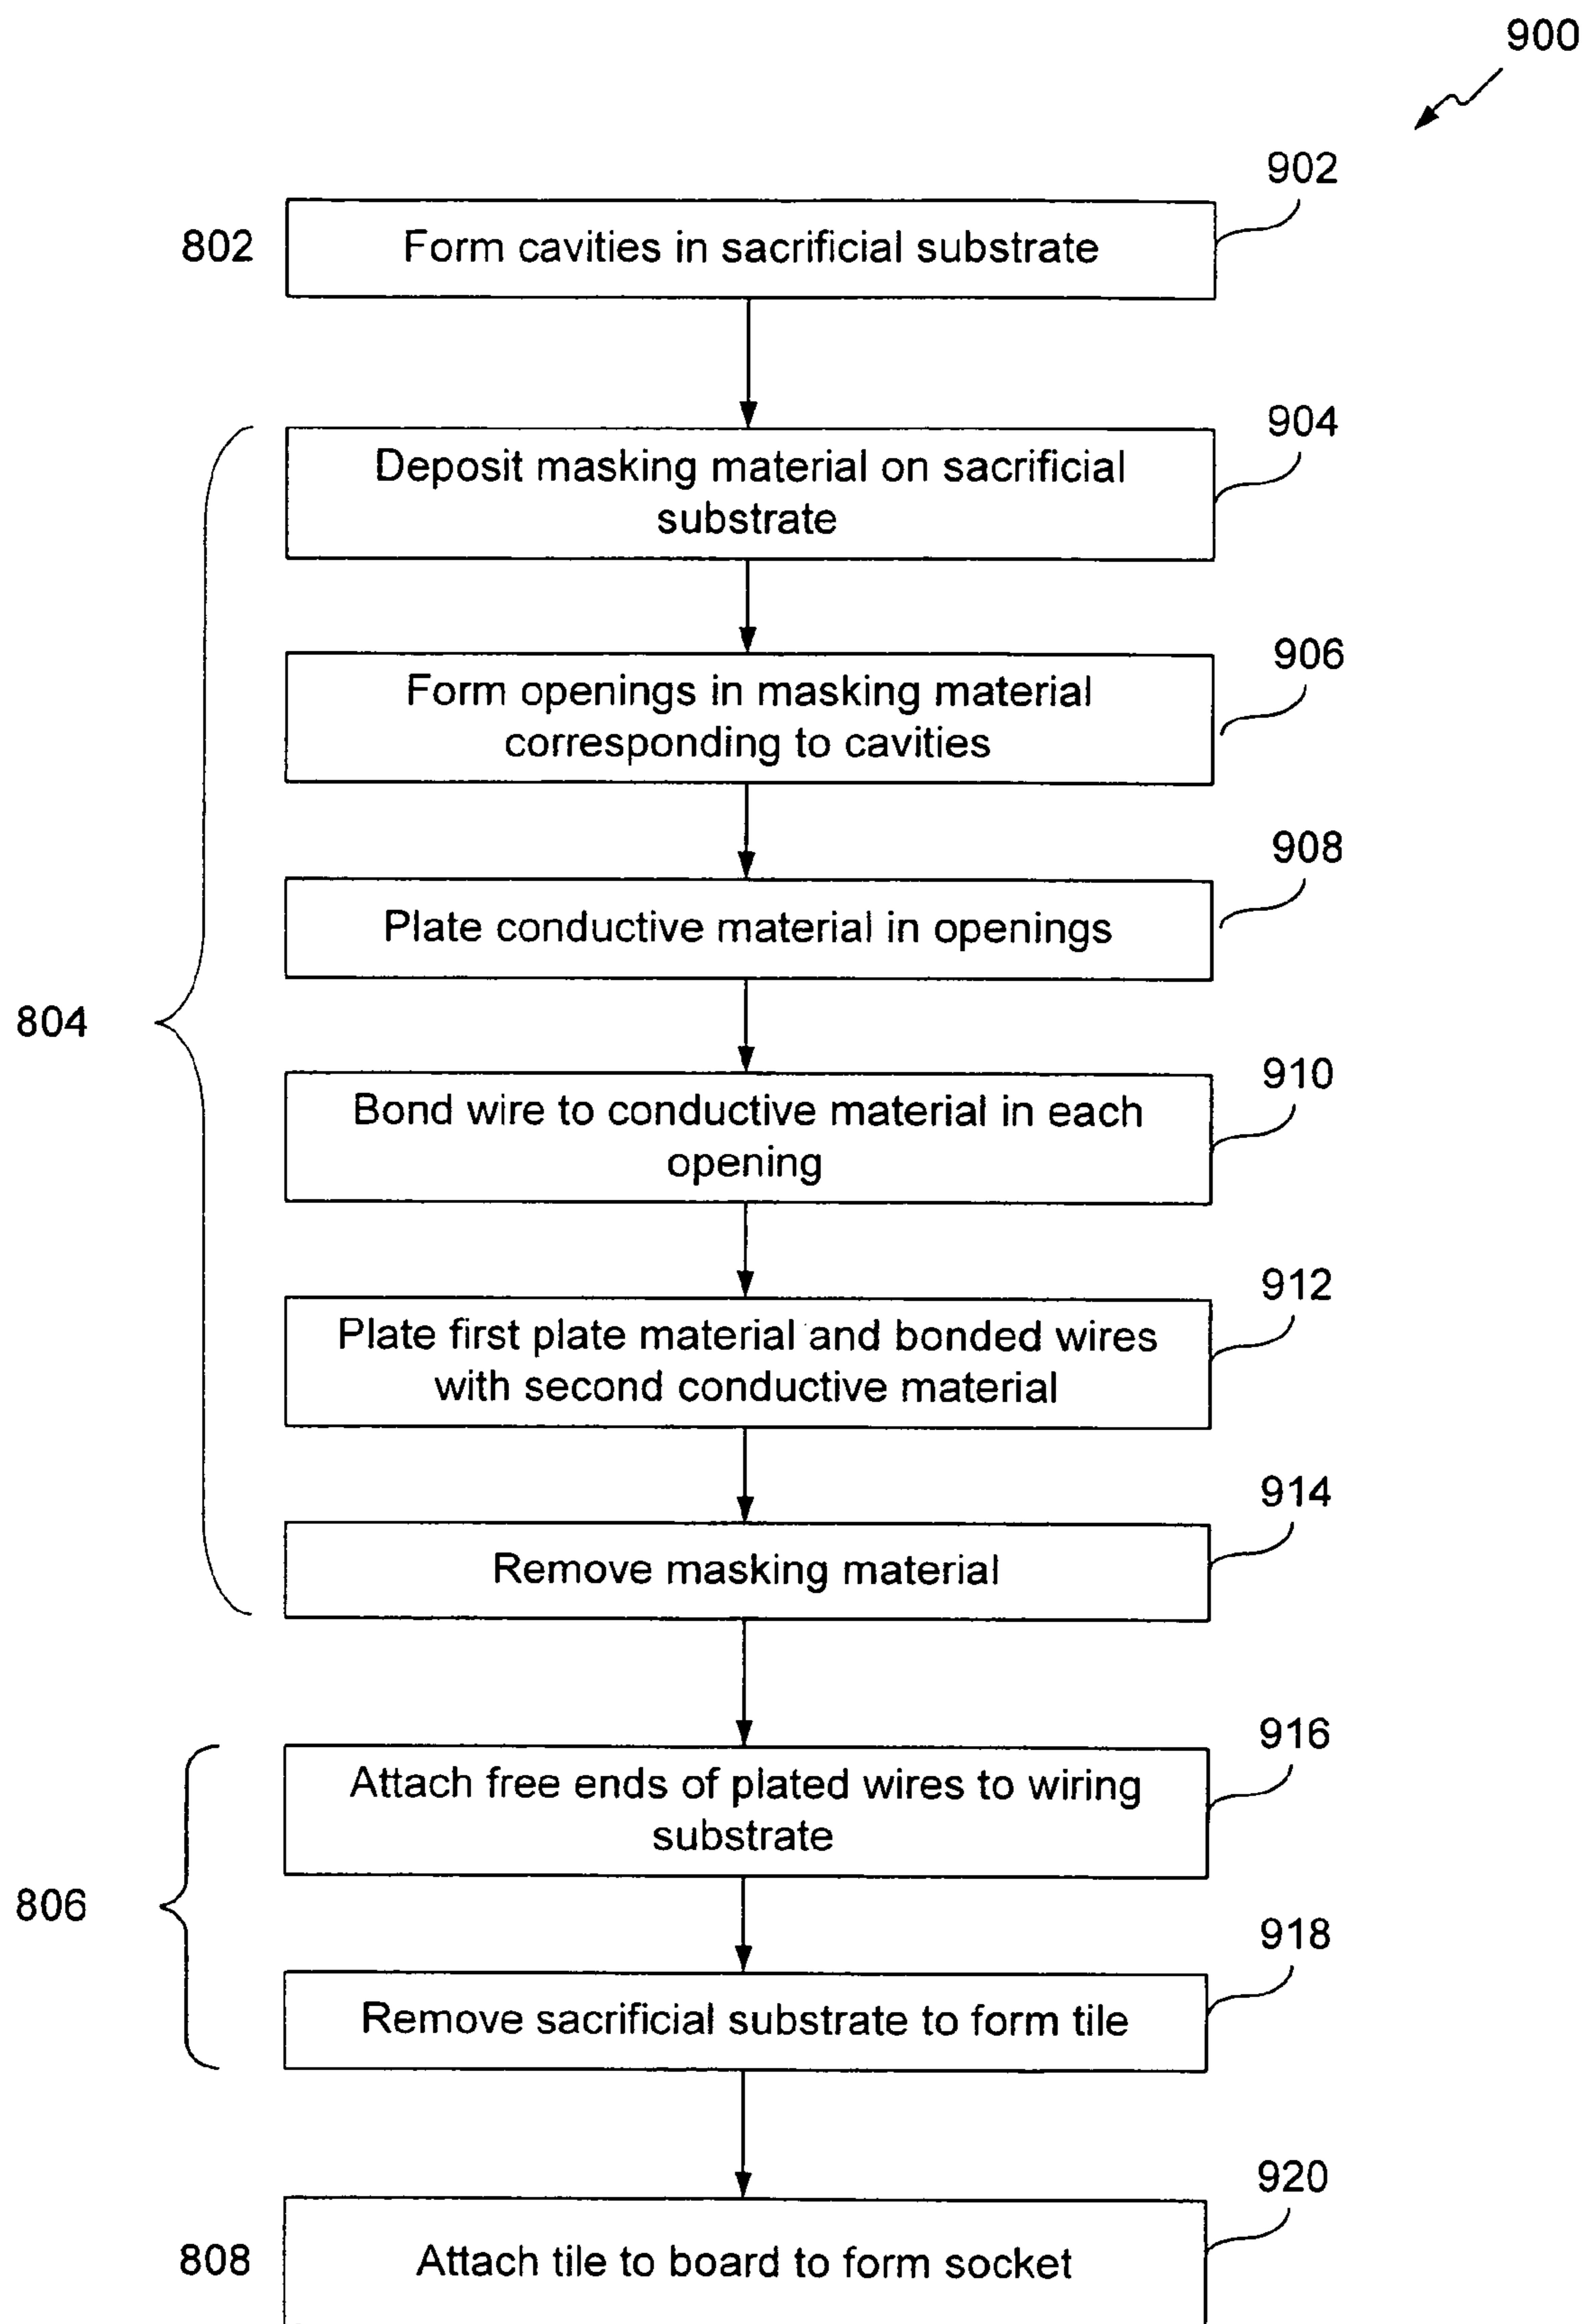 900
902
802
Form cavities in sacrificial substrate
904
Deposit masking material on sacrificial
substrate
906
Form openings in masking material
corresponding to cavities
908
Plate conductive material in openings
804
910
Bond wire to conductive material in each
opening
912
Plate first plate material and bonded wires
with second conductive material
914
Remove masking material
916
Attach free ends of plated wires to wiring
substrate
806
918
Remove sacrificial substrate to form tile
920
808
Attach tile to board to form socket